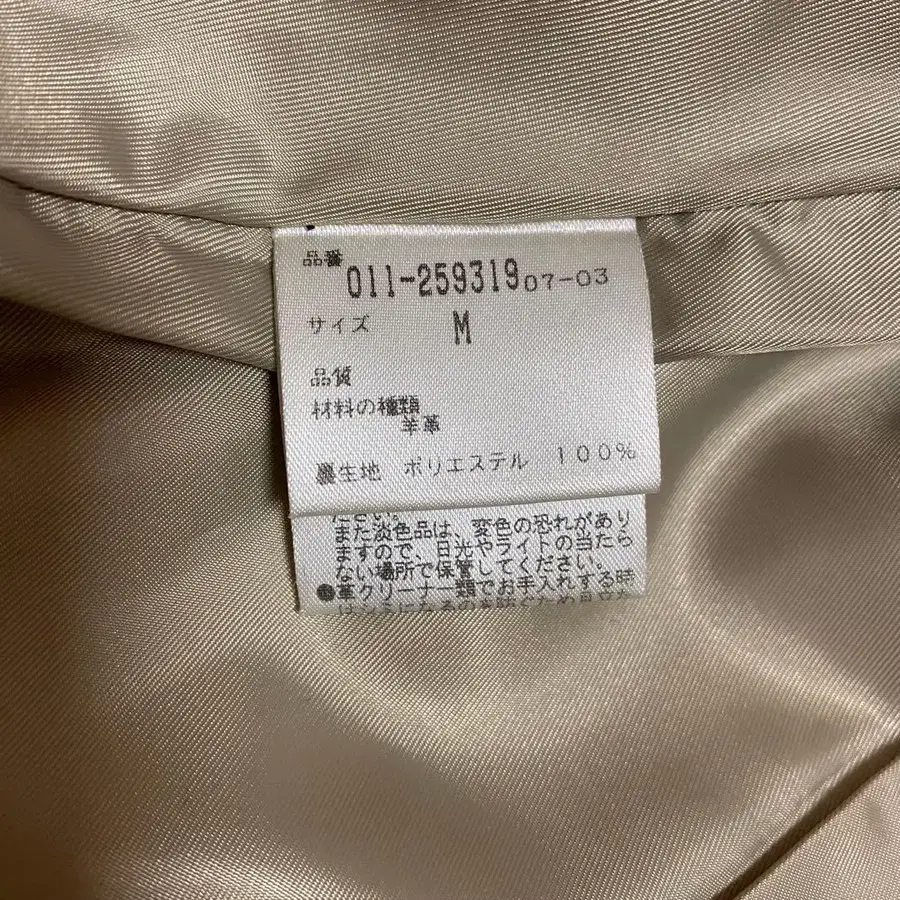 品番
011-259319 07-03
サイズ M
品質
材料の種類
羊革
裏生地 ポリエステル 100%
ださい。
また淡色品は、変色の恐れがあり
ますので、日光やライトの当たら
ない場所で保管してください。
●革クリーナー類でお手入れする時